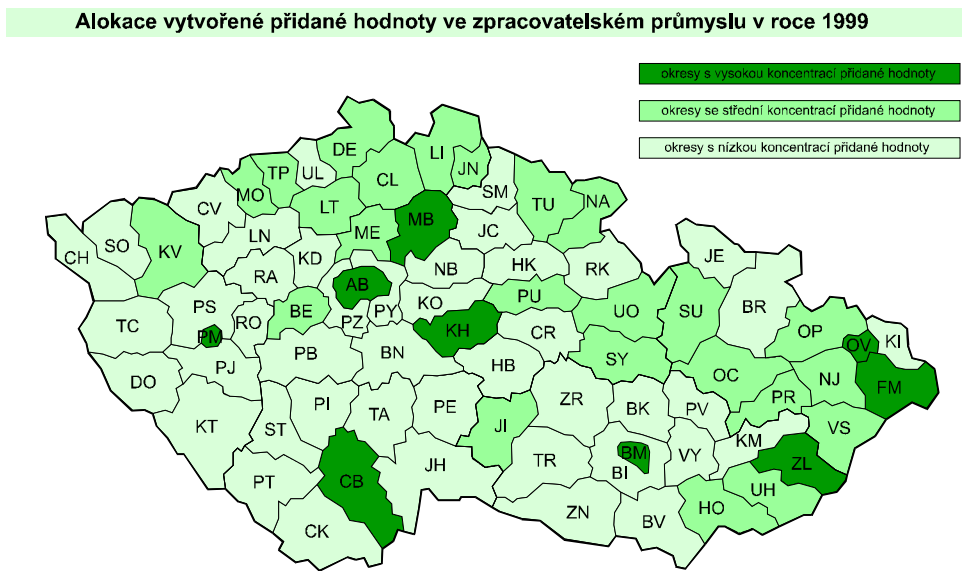 Alokace vytvořené přidané hodnoty ve zpracovatelském průmyslu v roce 1999
okresy s vysokou koncentrací přidané hodnoty
okresy se střední koncentrací přidané hodnoty
okresy s nízkou koncentrací přidané hodnoty
DE
LI
TP
UL
JN
CL
MO
SM
LT
TU
NA
CV
MB
ME
LN
JC
SO
KV
CH
KD
JE
HK
RK
NB
RA
AB
BR
PU
KO
PS
BE
PY
UO
SU
RO
PZ
TC
KH
CR
OP
PM
OV
KI
BN
PB
PJ
HB
SY
OC
DO
NJ
FM
PR
PI
PE
ZR
BK
PV
TA
KT
ST
JI
VS
KM
BM
TR
VY
ZL
JH
BI
PT
CB
UH
HO
ZN
BV
CK